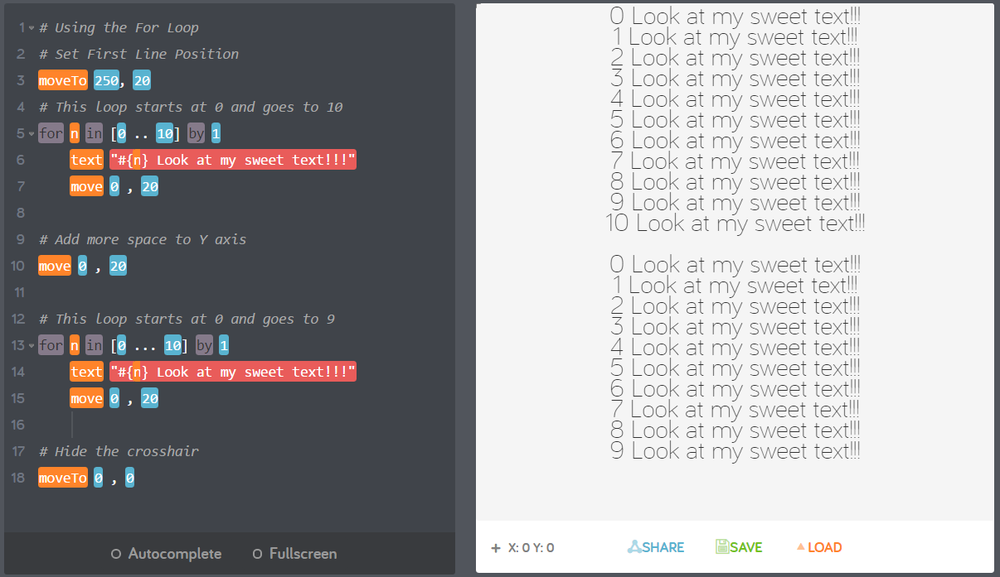 1 # Using the For Loop
2 # Set First Line Position
3 moveTo 250, 20
4 # This loop starts at 0 and goes to 10
5 for n in [0 .. 10] by 1
6 text "#{n} Look at my sweet text!!!"
7 move 0 , 20
8
9 # Add more space to Y axis
10 move 0 , 20
11
12 # This loop starts at 0 and goes to 9
13 for n in [0 ... 10] by 1
14 text "#{n} Look at my sweet text!!!"
15 move 0 , 20
16
17 # Hide the crosshair
18 moveTo 0 , 0
Autocomplete Fullscreen
0 Look at my sweet text!!!
1 Look at my sweet text!!!
2 Look at my sweet text!!!
3 Look at my sweet text!!!
4 Look at my sweet text!!!
5 Look at my sweet text!!!
6 Look at my sweet text!!!
7 Look at my sweet text!!!
8 Look at my sweet text!!!
9 Look at my sweet text!!!
10 Look at my sweet text!!!
0 Look at my sweet text!!!
1 Look at my sweet text!!!
2 Look at my sweet text!!!
3 Look at my sweet text!!!
4 Look at my sweet text!!!
5 Look at my sweet text!!!
6 Look at my sweet text!!!
7 Look at my sweet text!!!
8 Look at my sweet text!!!
9 Look at my sweet text!!!
+ X: 0 Y: 0 SHARE SAVE LOAD